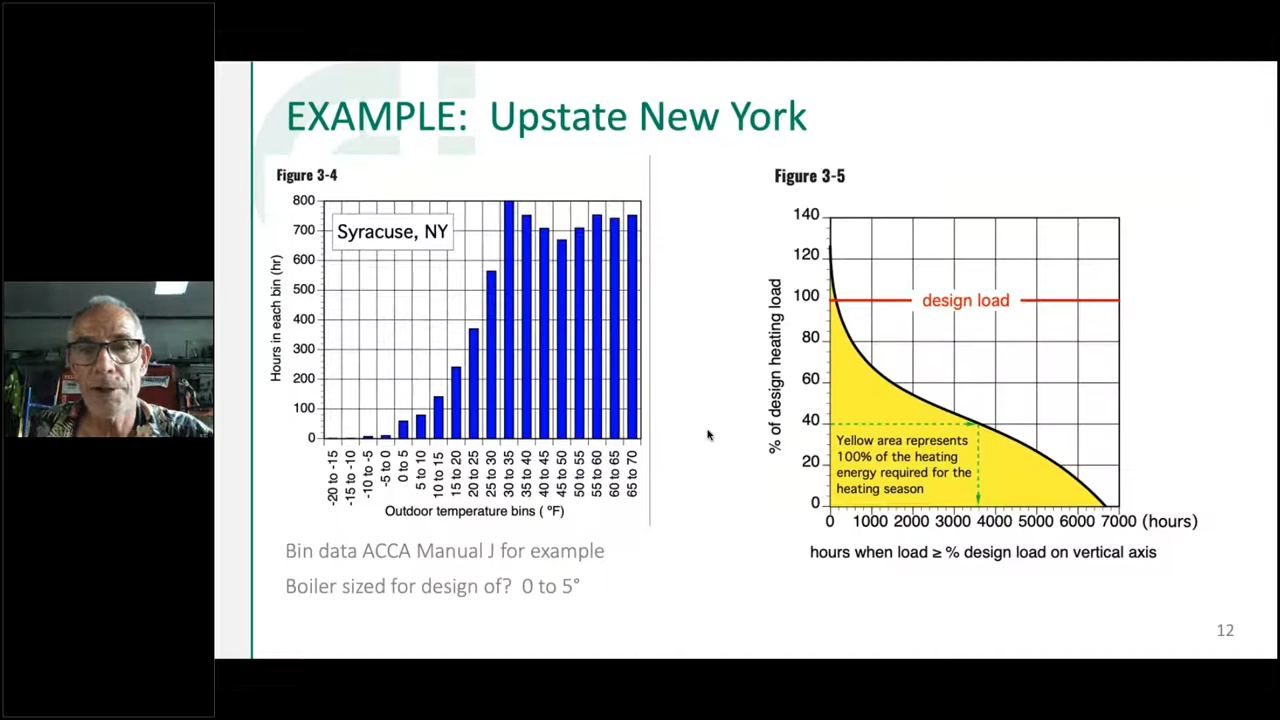 EXAMPLE: Upstate New York
Figure 3-4
Syracuse, NY
Hours in each bin (hr)
800
700
600
500
400
300
200
100
0
-20 to -15
-15 to -10
-10 to -5
-5 to 0
0 to 5
5 to 10
10 to 15
15 to 20
20 to 25
25 to 30
30 to 35
35 to 40
40 to 45
45 to 50
50 to 55
55 to 60
60 to 65
65 to 70
Outdoor temperature bins ( ºF)
Bin data ACCA Manual J for example
Boiler sized for design of? 0 to 5°
Figure 3-5
% of design heating load
140
120
100
80
60
40
20
0
design load
Yellow area represents
100% of the heating
energy required for the
heating season
0 1000 2000 3000 4000 5000 6000 7000 (hours)
hours when load ≥ % design load on vertical axis
12